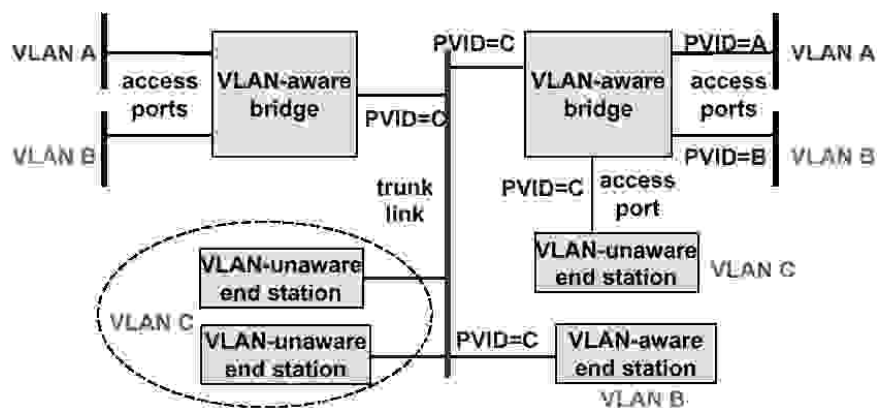 VLAN A
access
ports
VLAN B
VLAN-aware
bridge
PVID=C
PVID=C
VLAN-aware
bridge
PVID=A
VLAN A
access
ports
PVID=B
VLAN B
PVID=C
access
port
trunk
link
VLAN-unaware
end station
VLAN C
VLAN-unaware
end station
VLAN C
VLAN-unaware
end station
PVID=C
VLAN-aware
end station
VLAN B